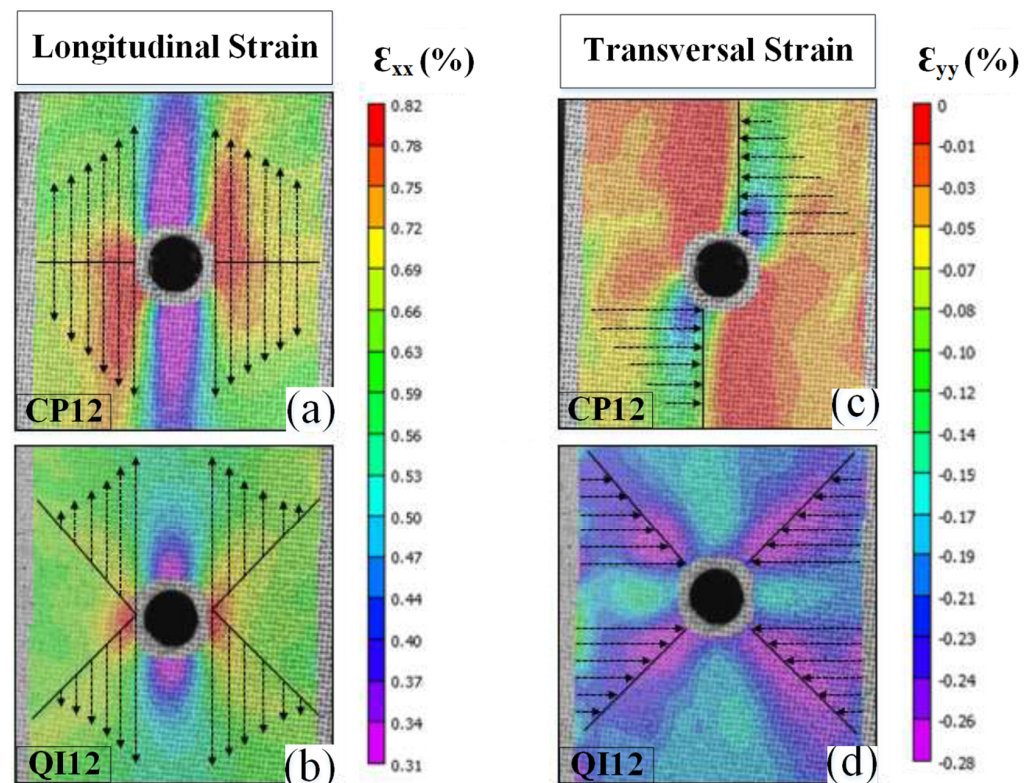 Longitudinal Strain
Ɛxx (%)
Transversal Strain
Ɛyy (%)
0.82
0.78
0.75
0.72
0.69
0.66
0.63
0.59
0.56
0.53
0.50
0.47
0.44
0.40
0.37
0.34
0.31
0
-0.01
-0.03
-0.05
-0.07
-0.08
-0.10
-0.12
-0.14
-0.15
-0.17
-0.19
-0.21
-0.23
-0.24
-0.26
-0.28
CP12
(a)
CP12
(c)
QI12
(b)
QI12
(d)